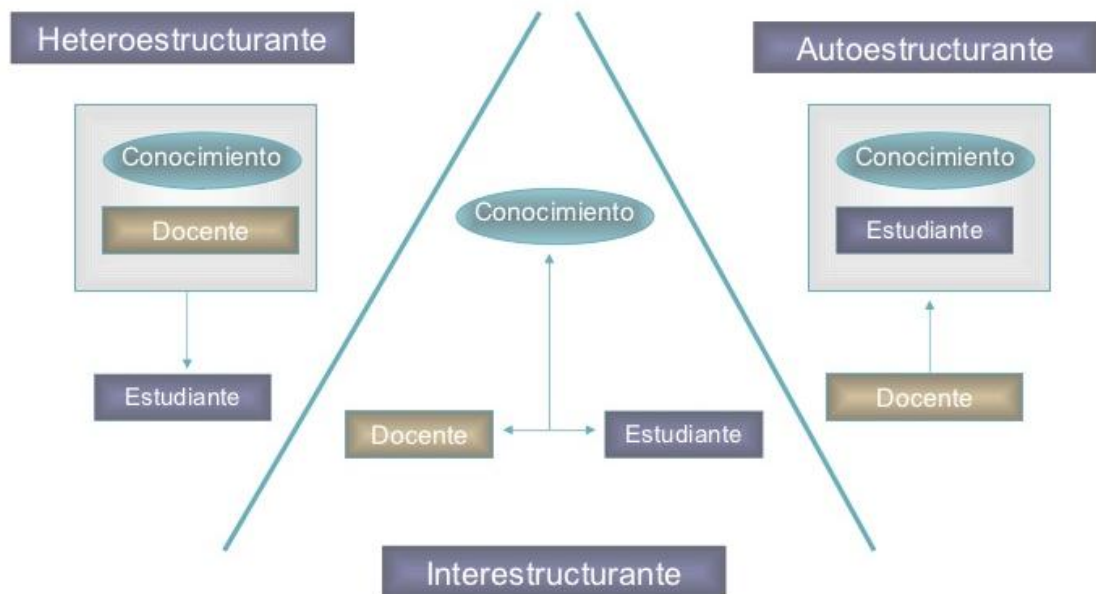 Heteroestructurante
Conocimiento
Docente
Estudiante
Conocimiento
Docente
Estudiante
Interestructurante
Autoestructurante
Conocimiento
Estudiante
Docente